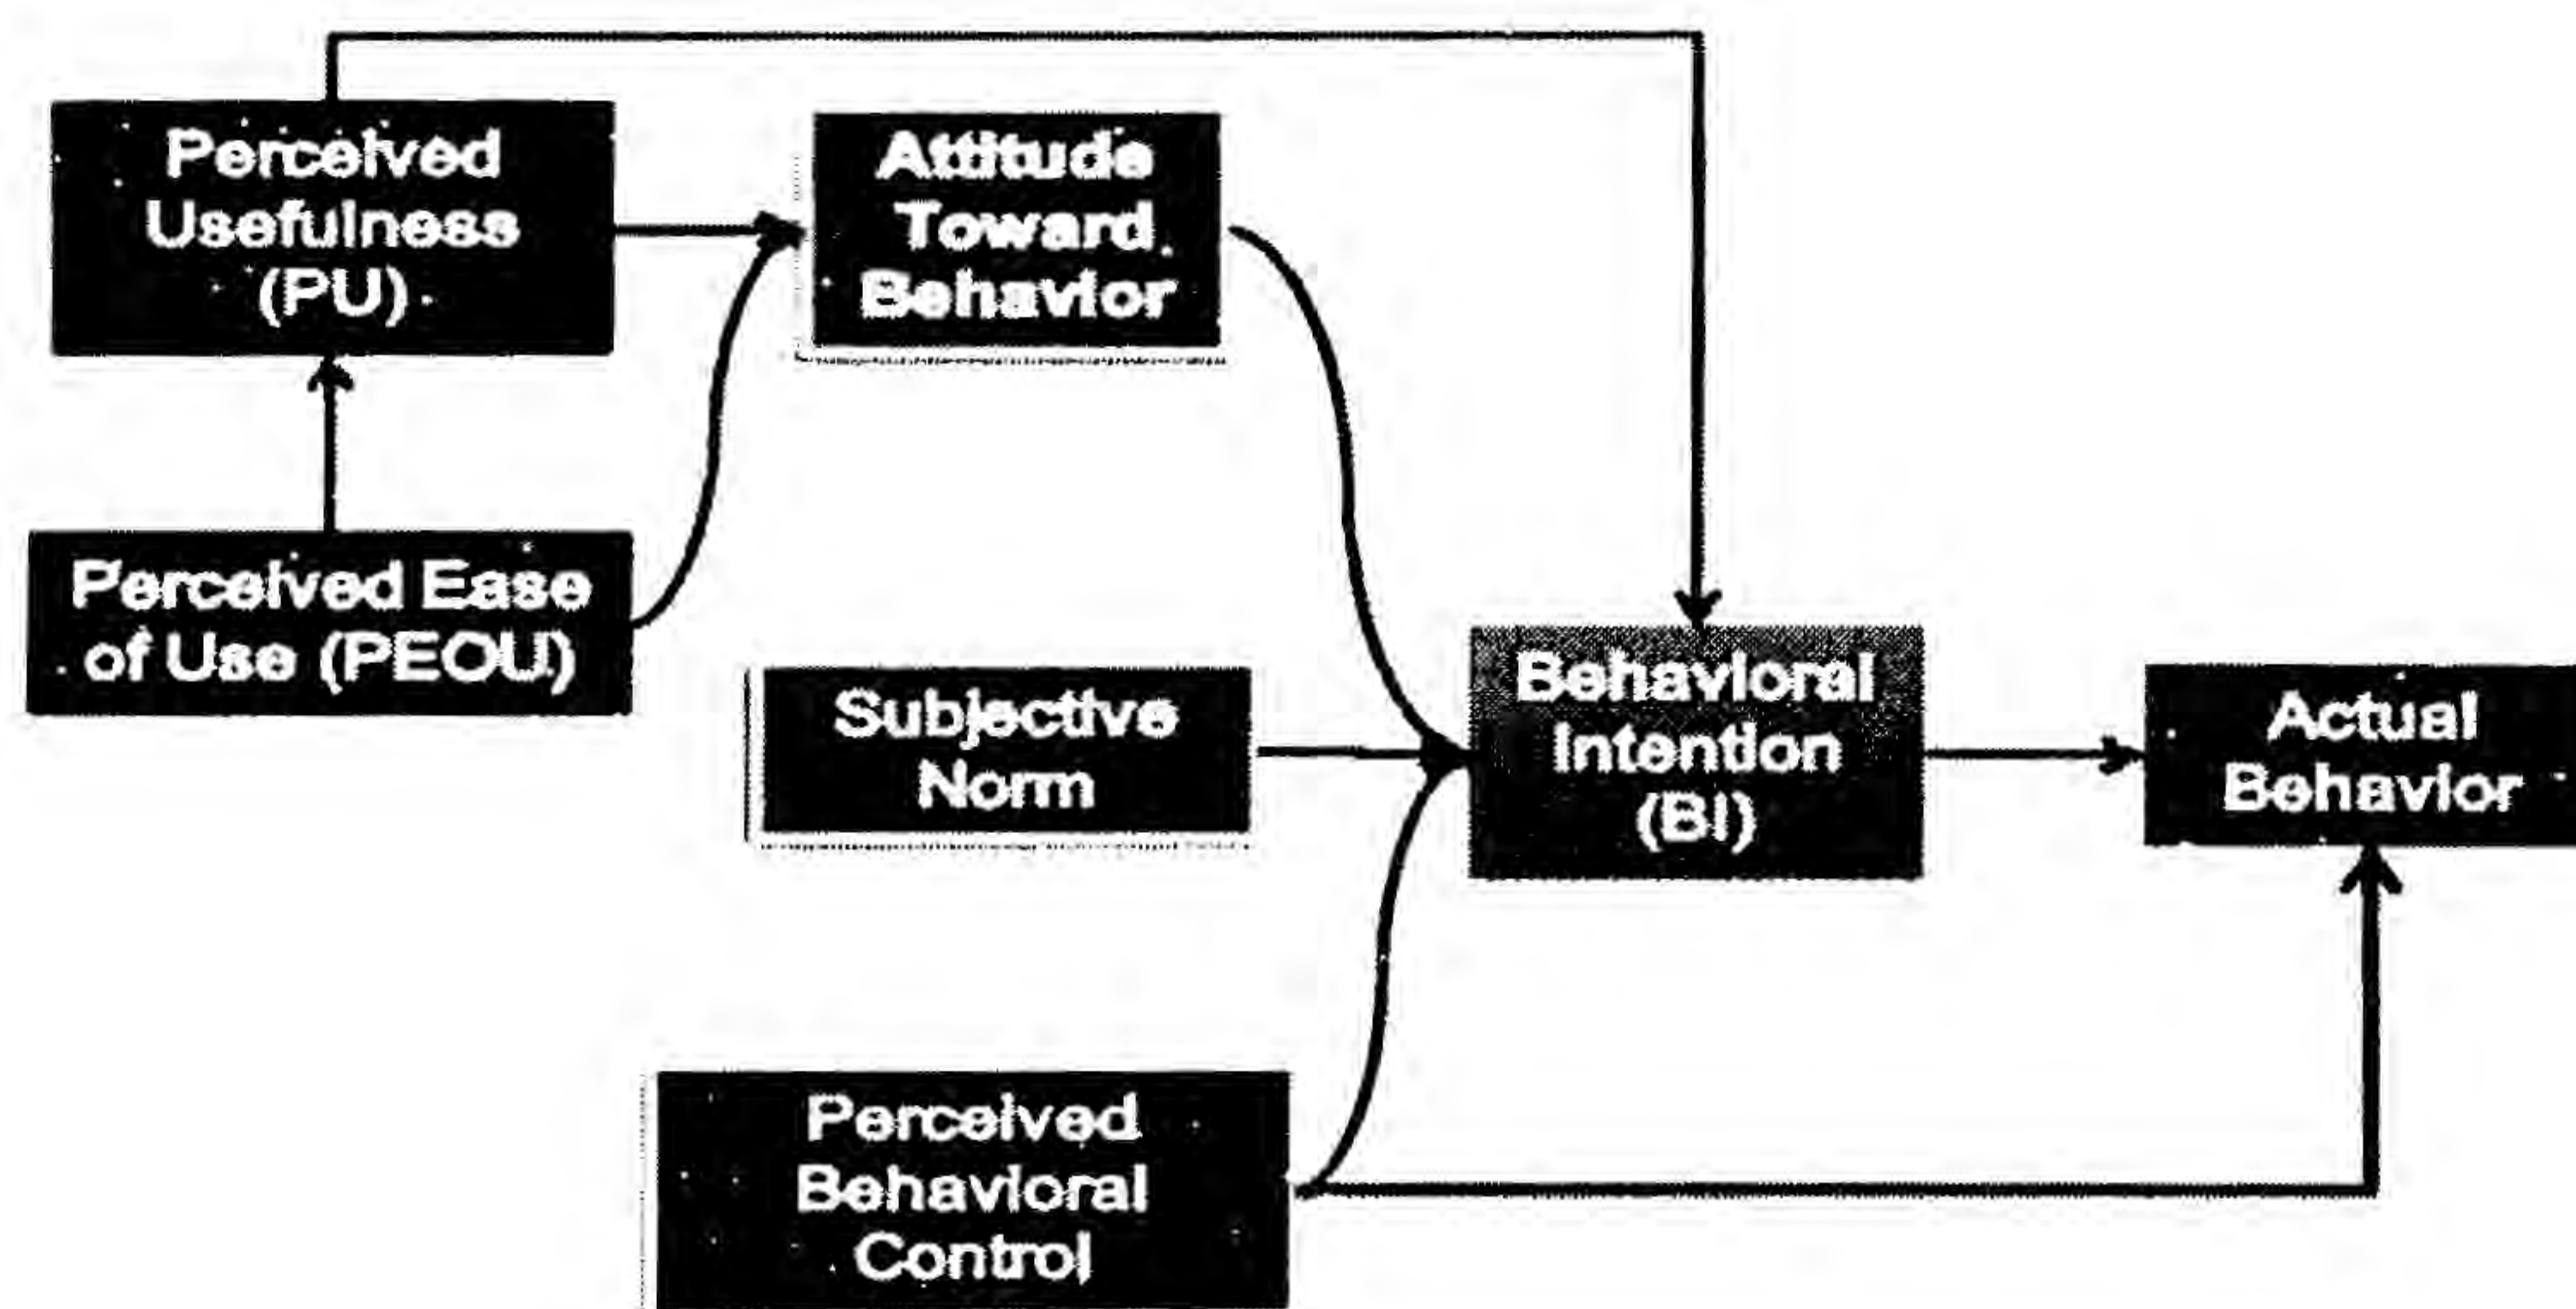 Perceived
Usefulness
(PU)
Attitude
Toward
Behavior
Perceived Ease
of Use (PEOU)
Subjective
Norm
Behavioral
Intention
(BI)
Actual
Behavior
Perceived
Behavioral
Control